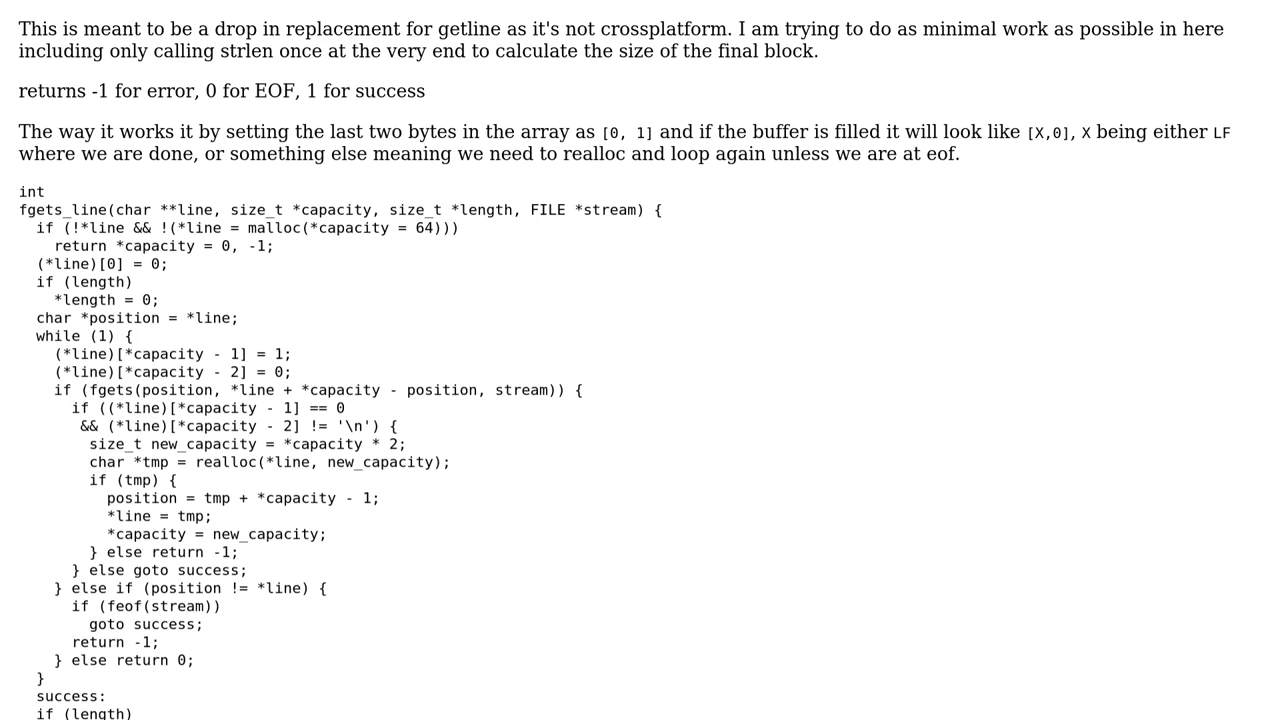 This is meant to be a drop in replacement for getline as it's not crossplatform. I am trying to do as minimal work as possible in here
including only calling strlen once at the very end to calculate the size of the final block.
returns -1 for error, 0 for EOF, 1 for success
The way it works it by setting the last two bytes in the array as [0, 1] and if the buffer is filled it will look like [X,0], X being either LF
where we are done, or something else meaning we need to realloc and loop again unless we are at eof.
int
fgets_line(char **line, size_t *capacity, size_t *length, FILE *stream) {
  if (!*line && !(*line = malloc(*capacity = 64)))
    return *capacity = 0, -1;
  (*line)[0] = 0;
  if (length)
    *length = 0;
  char *position = *line;
  while (1) {
    (*line)[*capacity - 1] = 1;
    (*line)[*capacity - 2] = 0;
    if (fgets(position, *line + *capacity - position, stream)) {
      if ((*line)[*capacity - 1] == 0
       && (*line)[*capacity - 2] != '\n') {
        size_t new_capacity = *capacity * 2;
        char *tmp = realloc(*line, new_capacity);
        if (tmp) {
          position = tmp + *capacity - 1;
          *line = tmp;
          *capacity = new_capacity;
        } else return -1;
      } else goto success;
    } else if (position != *line) {
      if (feof(stream))
        goto success;
      return -1;
    } else return 0;
  }
  success:
  if (length)